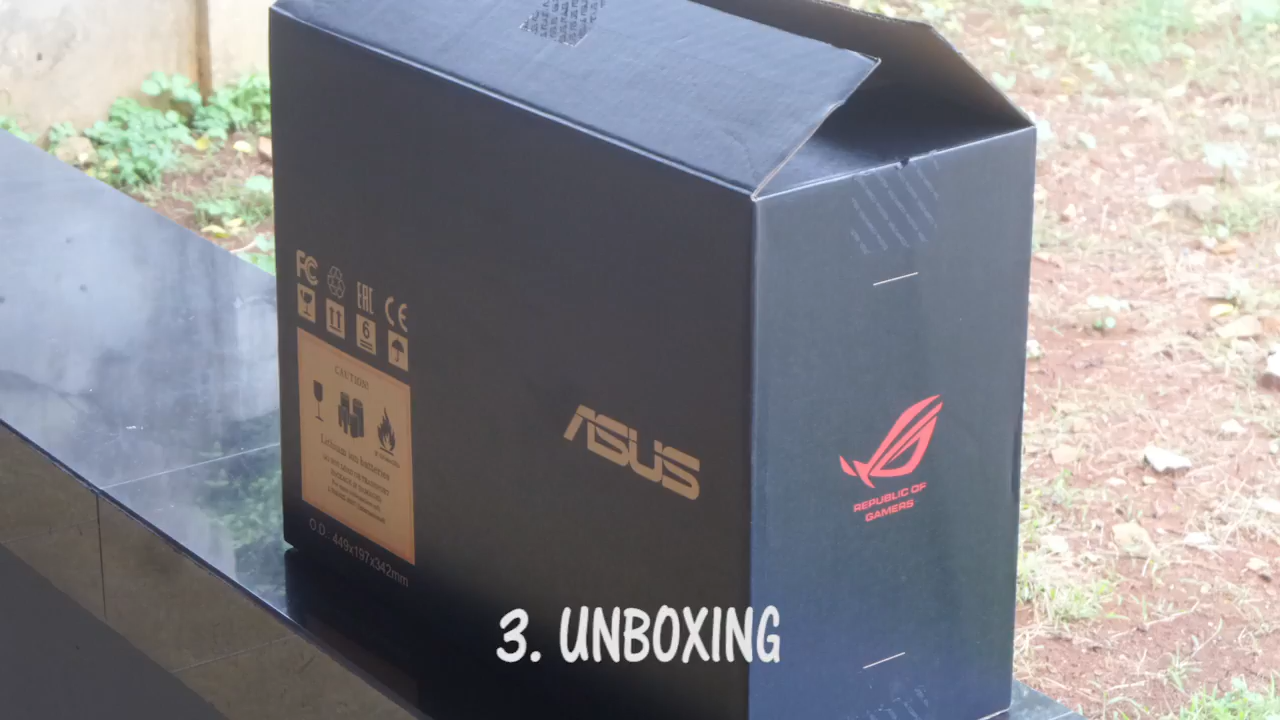 FC
EAC
CE
6
CAUTION!
Lithium ion batteries
O.D.: 449x197x342mm
ASUS
REPUBLIC OF
GAMERS
3. UNBOXING